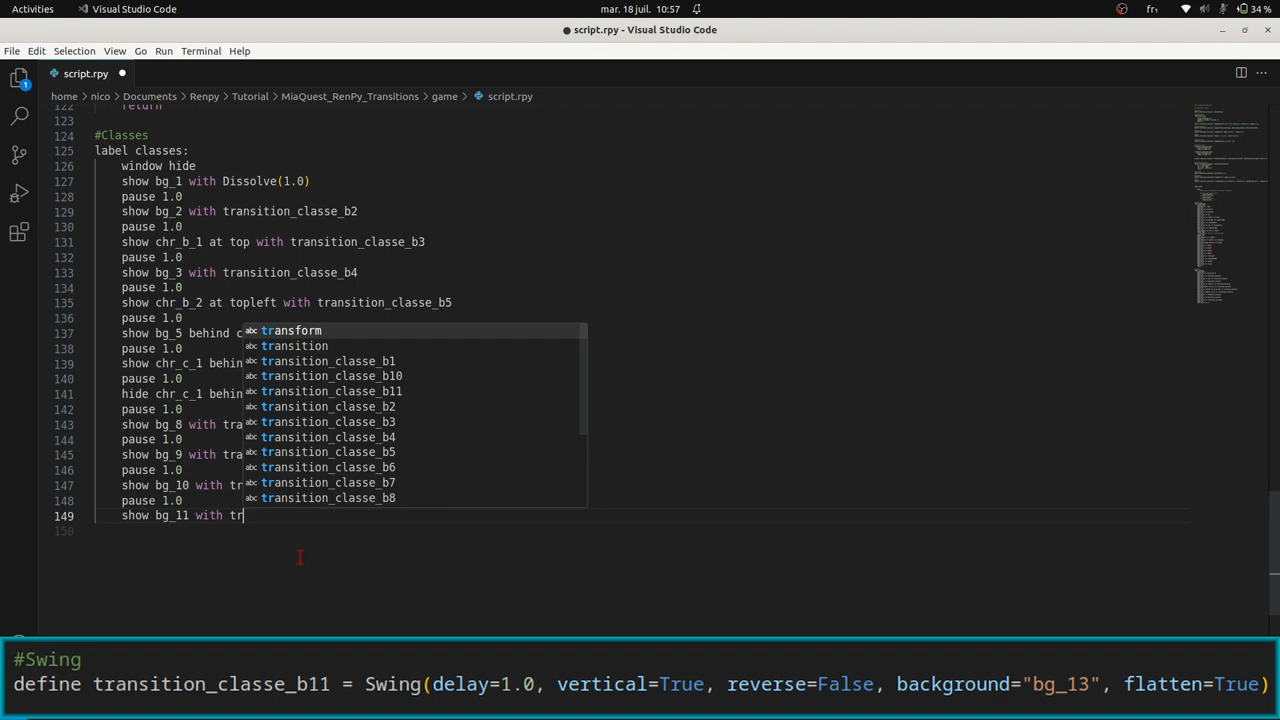 Activities Visual Studio Code mar. 18 juil. 10:57 fr₁ 34 %
script.rpy - Visual Studio Code
File Edit Selection View Go Run Terminal Help
script.rpy
home > nico > Documents > Renpy > Tutorial > MiaQuest_RenPy_Transitions > game > script.rpy
122 return
123
124 #Classes
125 label classes:
126 window hide
127 show bg_1 with Dissolve(1.0)
128 pause 1.0
129 show bg_2 with transition_classe_b2
130 pause 1.0
131 show chr_b_1 at top with transition_classe_b3
132 pause 1.0
133 show bg_3 with transition_classe_b4
134 pause 1.0
135 show chr_b_2 at topleft with transition_classe_b5
136 pause 1.0
137 show bg_5 behind c
138 pause 1.0
139 show chr_c_1 behin
140 pause 1.0
141 hide chr_c_1 behin
142 pause 1.0
143 show bg_8 with tra
144 pause 1.0
145 show bg_9 with tra
146 pause 1.0
147 show bg_10 with tr
148 pause 1.0
149 show bg_11 with tr
150
abc transform
abc transition
abc transition_classe_b1
abc transition_classe_b10
abc transition_classe_b11
abc transition_classe_b2
abc transition_classe_b3
abc transition_classe_b4
abc transition_classe_b5
abc transition_classe_b6
abc transition_classe_b7
abc transition_classe_b8
1
#Swing
define transition_classe_b11 = Swing(delay=1.0, vertical=True, reverse=False, background="bg_13", flatten=True)